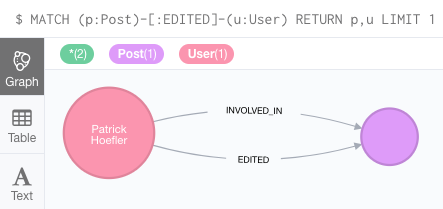 $ MATCH (p:Post)-[:EDITED]-(u:User) RETURN p,u LIMIT 1
*(2) Post(1) User(1)
Graph
Table
A
Text
Patrick
Hoefler
INVOLVED_IN
EDITED